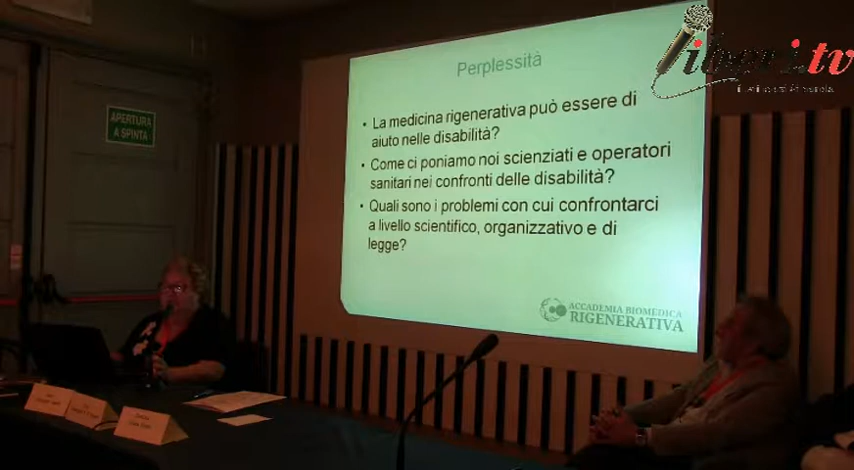 Perplessità
• La medicina rigenerativa può essere di
aiuto nelle disabilità?
• Come ci poniamo noi scienziati e operatori
sanitari nei confronti delle disabilità?
• Quali sono i problemi con cui confrontarci
a livello scientifico, organizzativo e di
legge?
ACCADEMIA BIOMEDICA
RIGENERATIVA
APERTURA
A SPINTA
.tv